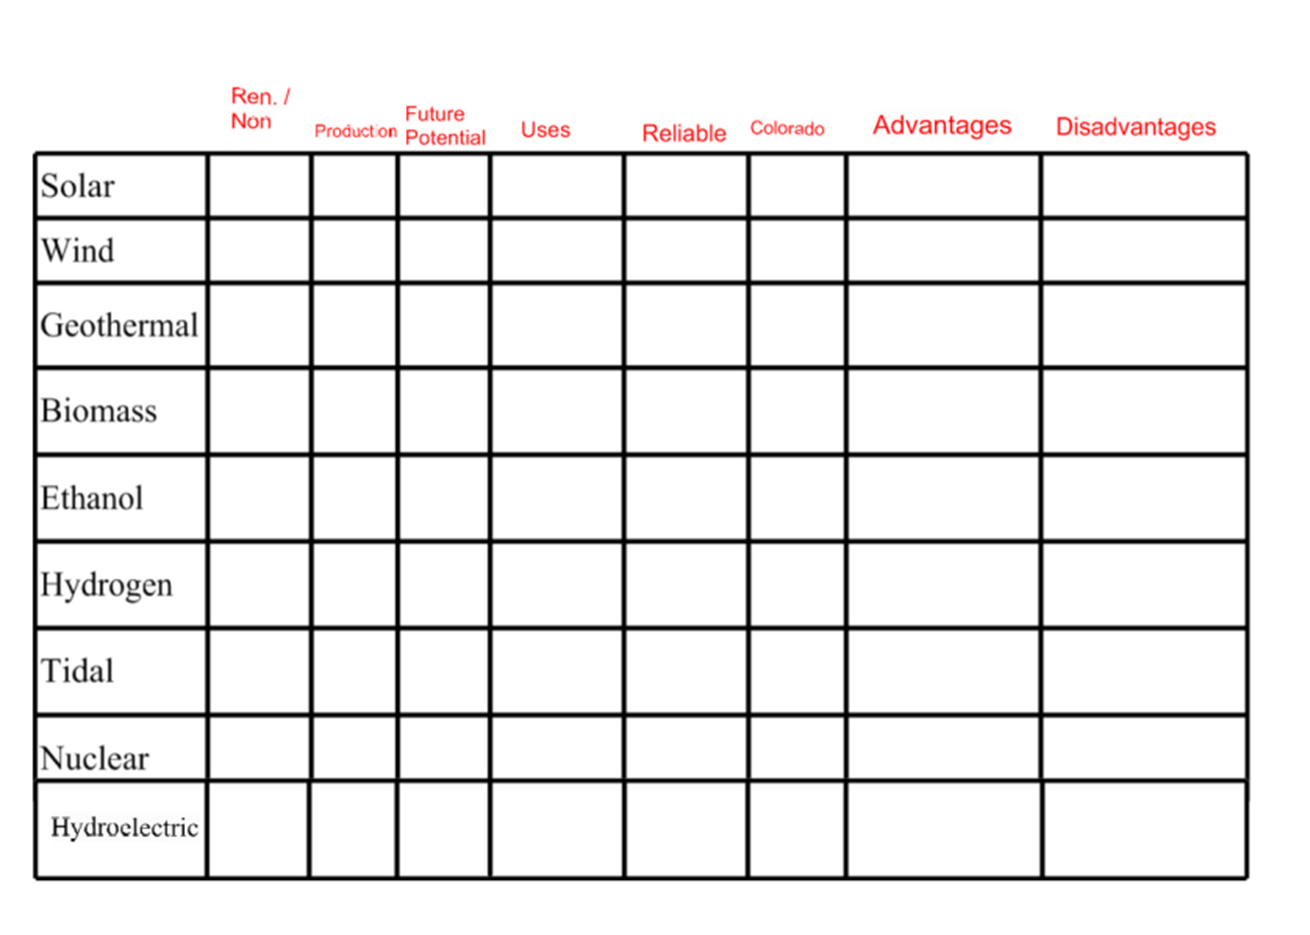 Ren. /
Non
Production
Future
Potential
Uses
Reliable
Colorado
Advantages
Disadvantages
Solar
Wind
Geothermal
Biomass
Ethanol
Hydrogen
Tidal
Nuclear
Hydroelectric